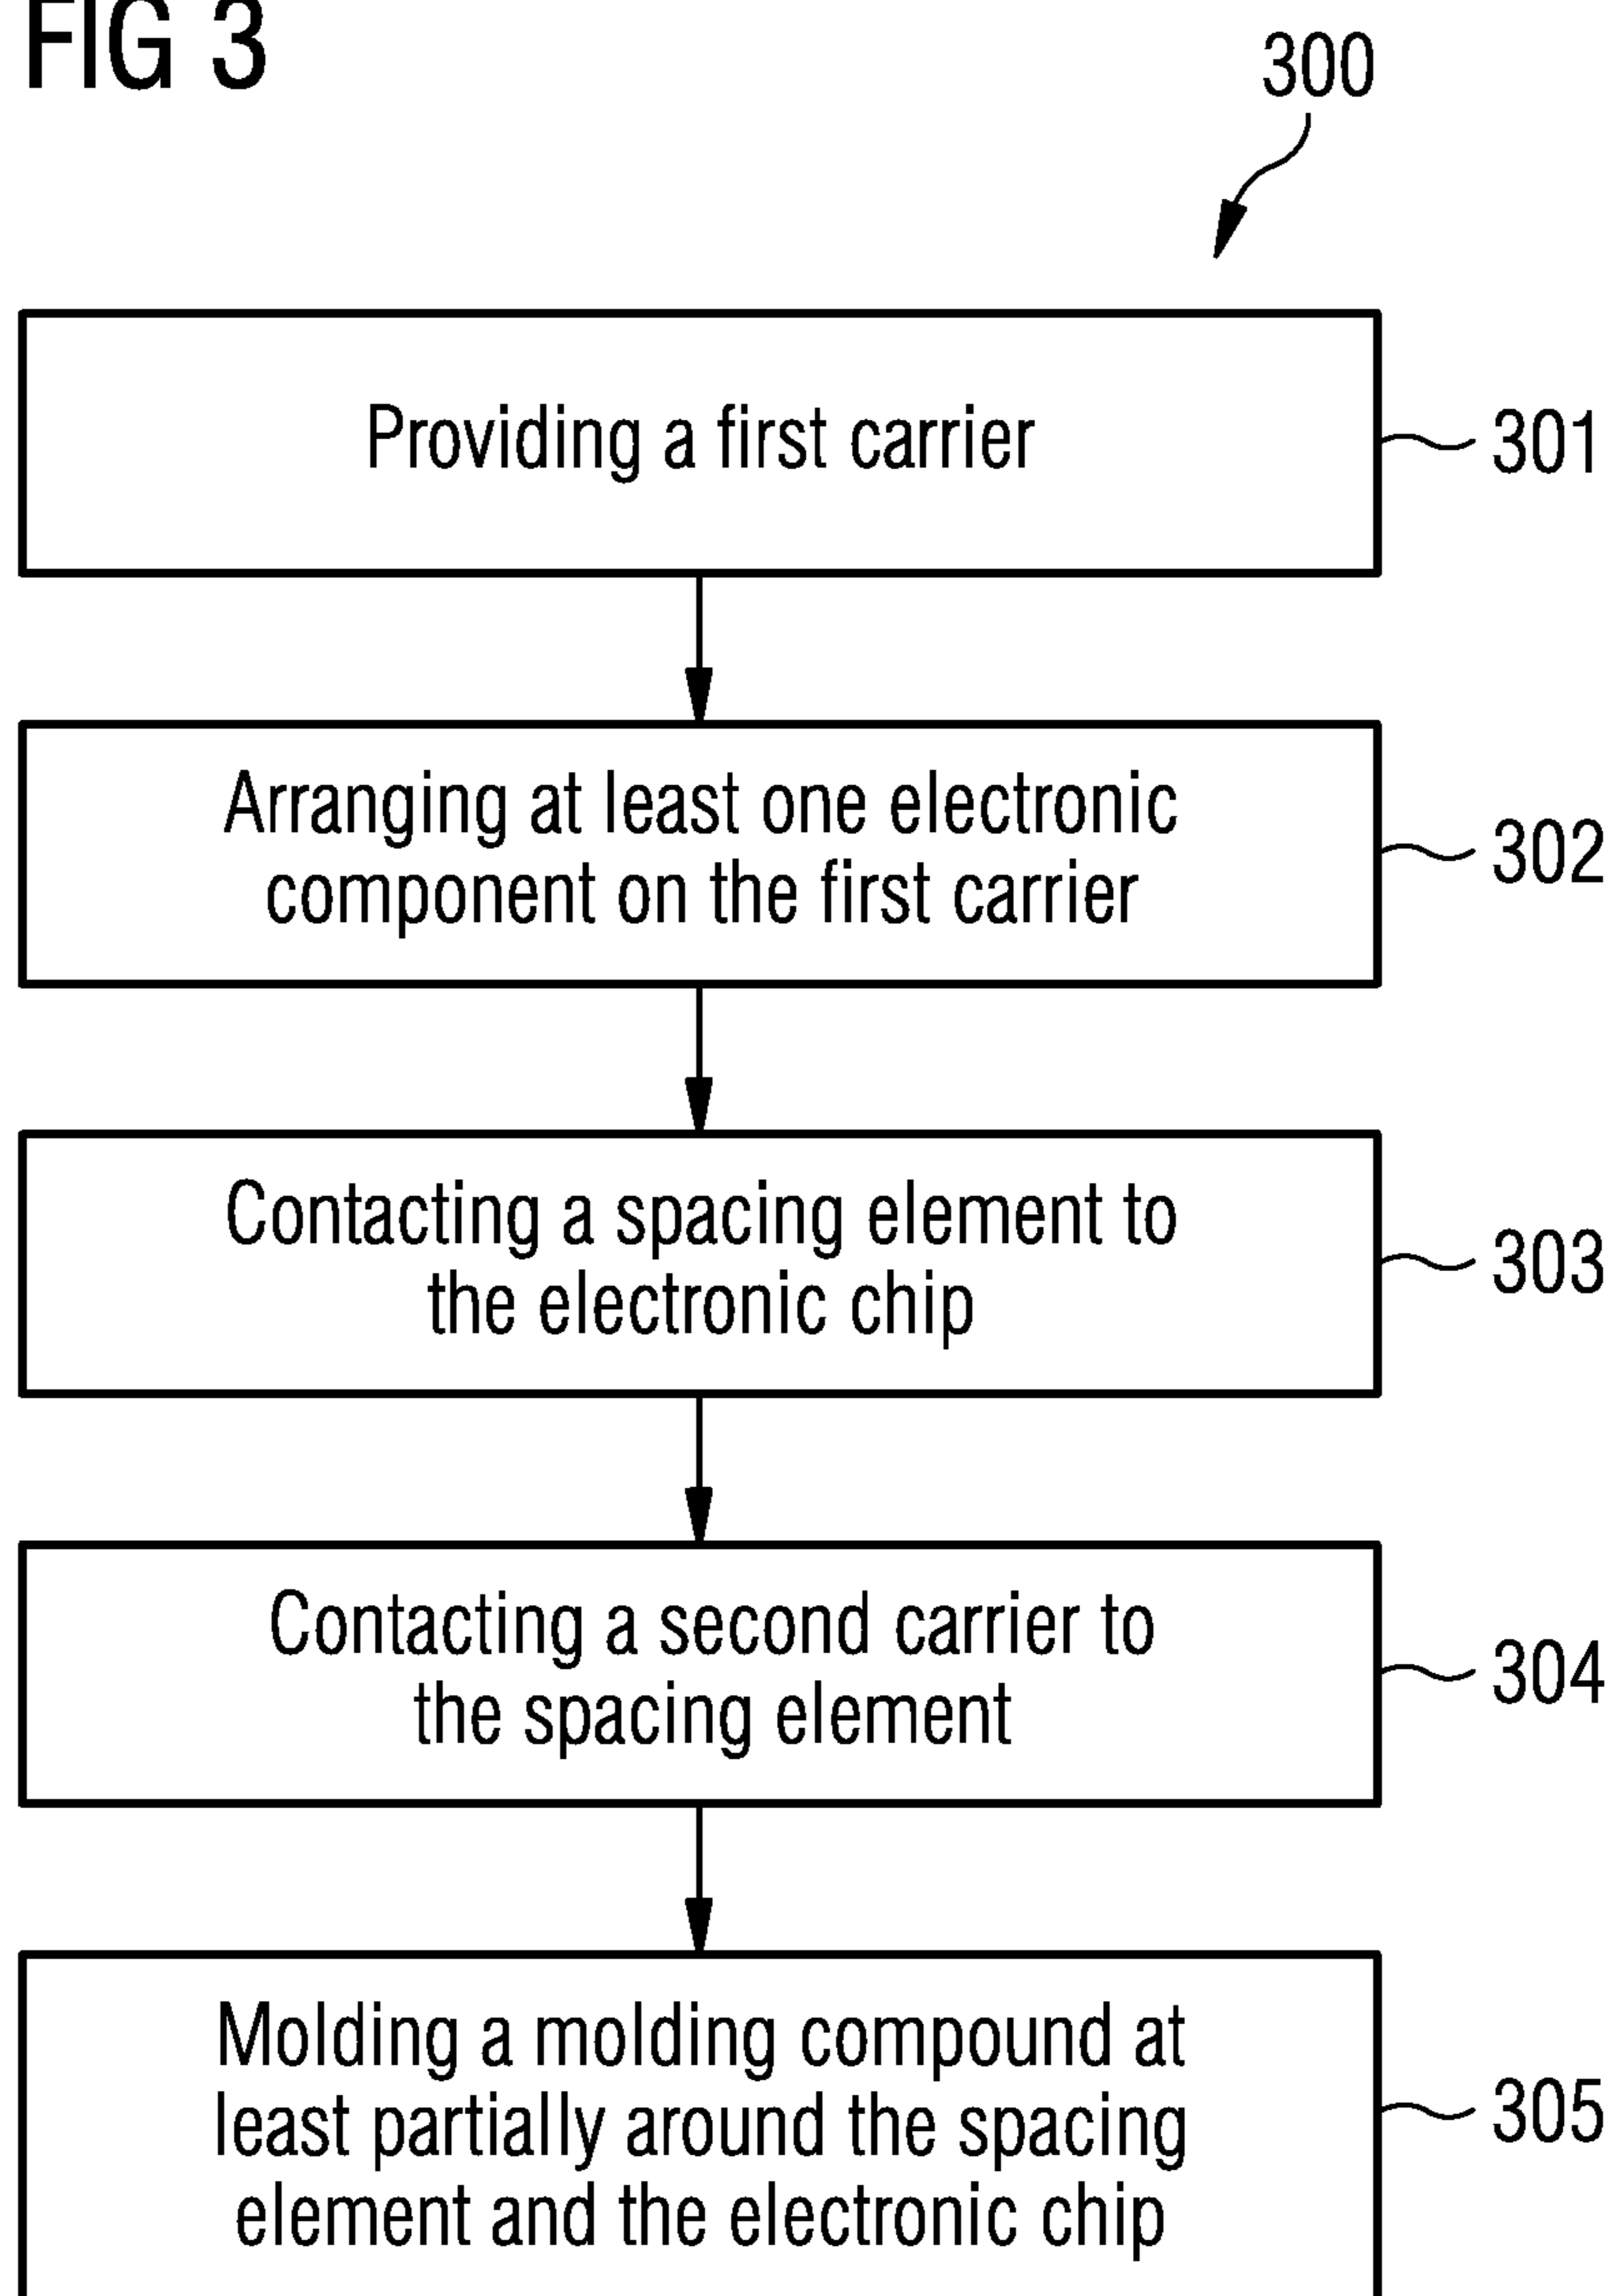 FIG 3
300
Providing a first carrier
301
Arranging at least one electronic
component on the first carrier
302
Contacting a spacing element to
the electronic chip
303
Contacting a second carrier to
the spacing element
304
Molding a molding compound at
least partially around the spacing
element and the electronic chip
305